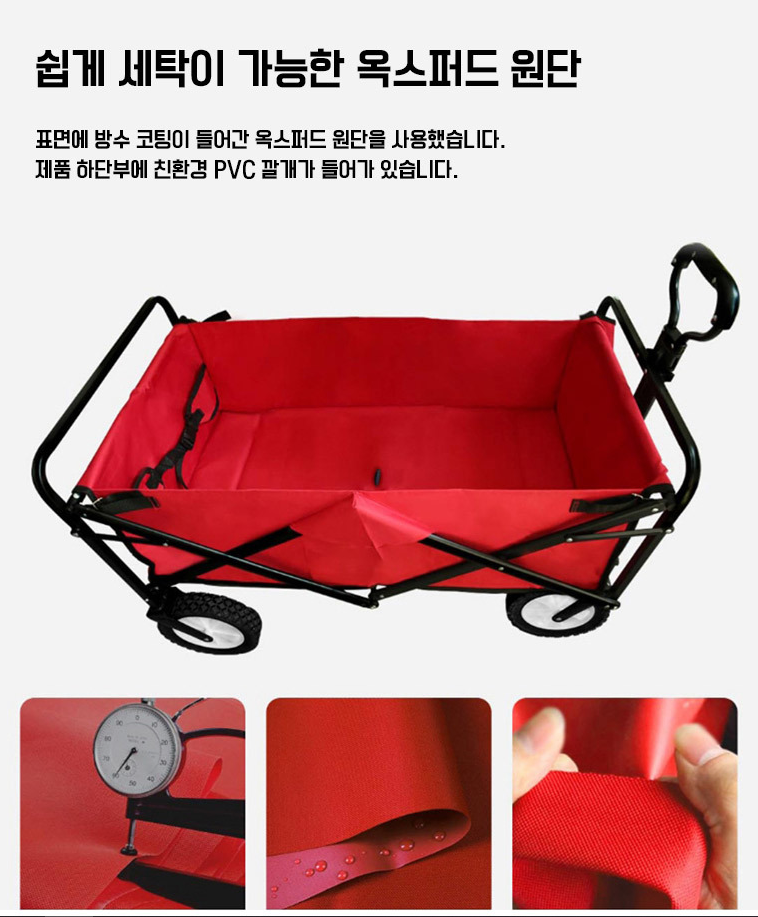 쉽게 세탁이 가능한 옥스퍼드 원단
표면에 방수 코팅이 들어간 옥스퍼드 원단을 사용했습니다.
제품 하단부에 친환경 PVC 깔개가 들어가 있습니다.